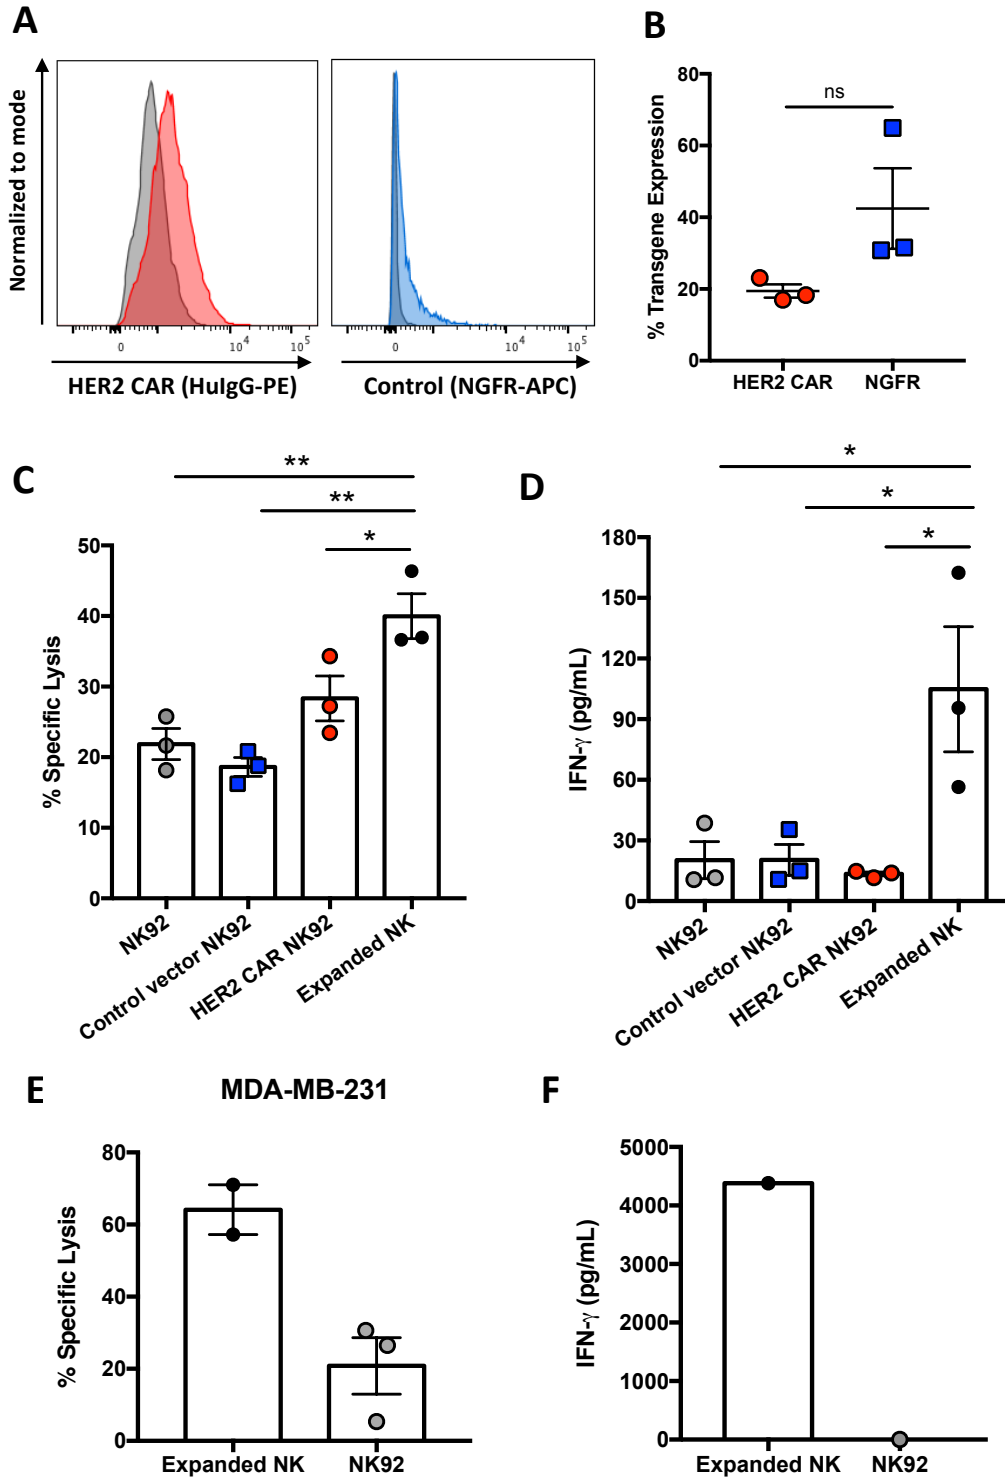 A
Normalized to mode
0
10^4
10^5
HER2 CAR (HuIgG-PE)
0
10^4
10^5
Control (NGFR-APC)
B
% Transgene Expression
80
60
40
20
0
ns
HER2 CAR
NGFR
C
% Specific Lysis
50
40
30
20
10
0
**
**
*
NK92
Control vector NK92
HER2 CAR NK92
Expanded NK
D
IFN-γ (pg/mL)
180
150
120
90
60
30
0
*
*
*
NK92
Control vector NK92
HER2 CAR NK92
Expanded NK
E
MDA-MB-231
% Specific Lysis
80
60
40
20
0
Expanded NK
NK92
F
IFN-γ (pg/mL)
5000
4000
3000
2000
1000
0
Expanded NK
NK92